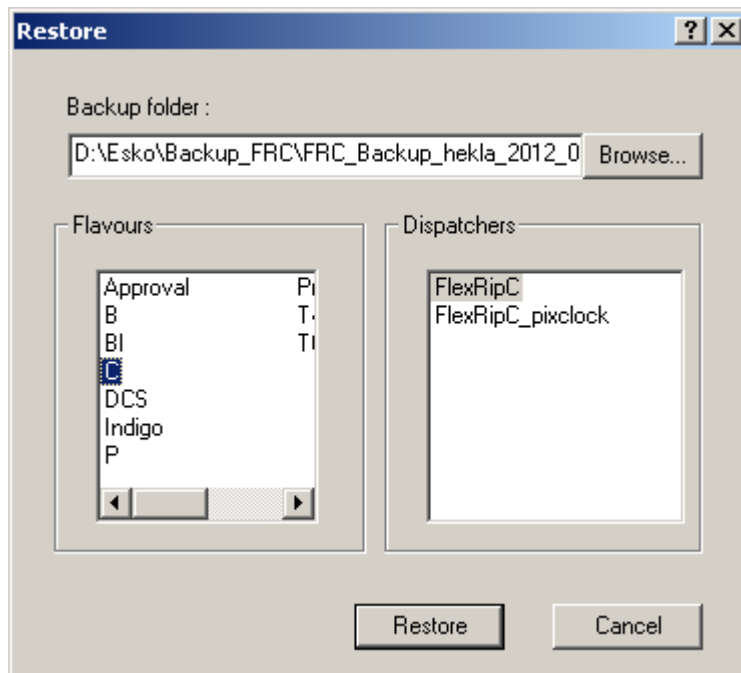 Restore
Backup folder :
D:\Esko\Backup_FRC\FRC_Backup_hekla_2012_0
Browse...
Flavours
Approval
B
BI
C
DCS
Indigo
P
Dispatchers
FlexRipC
FlexRipC_pixclock
Restore
Cancel